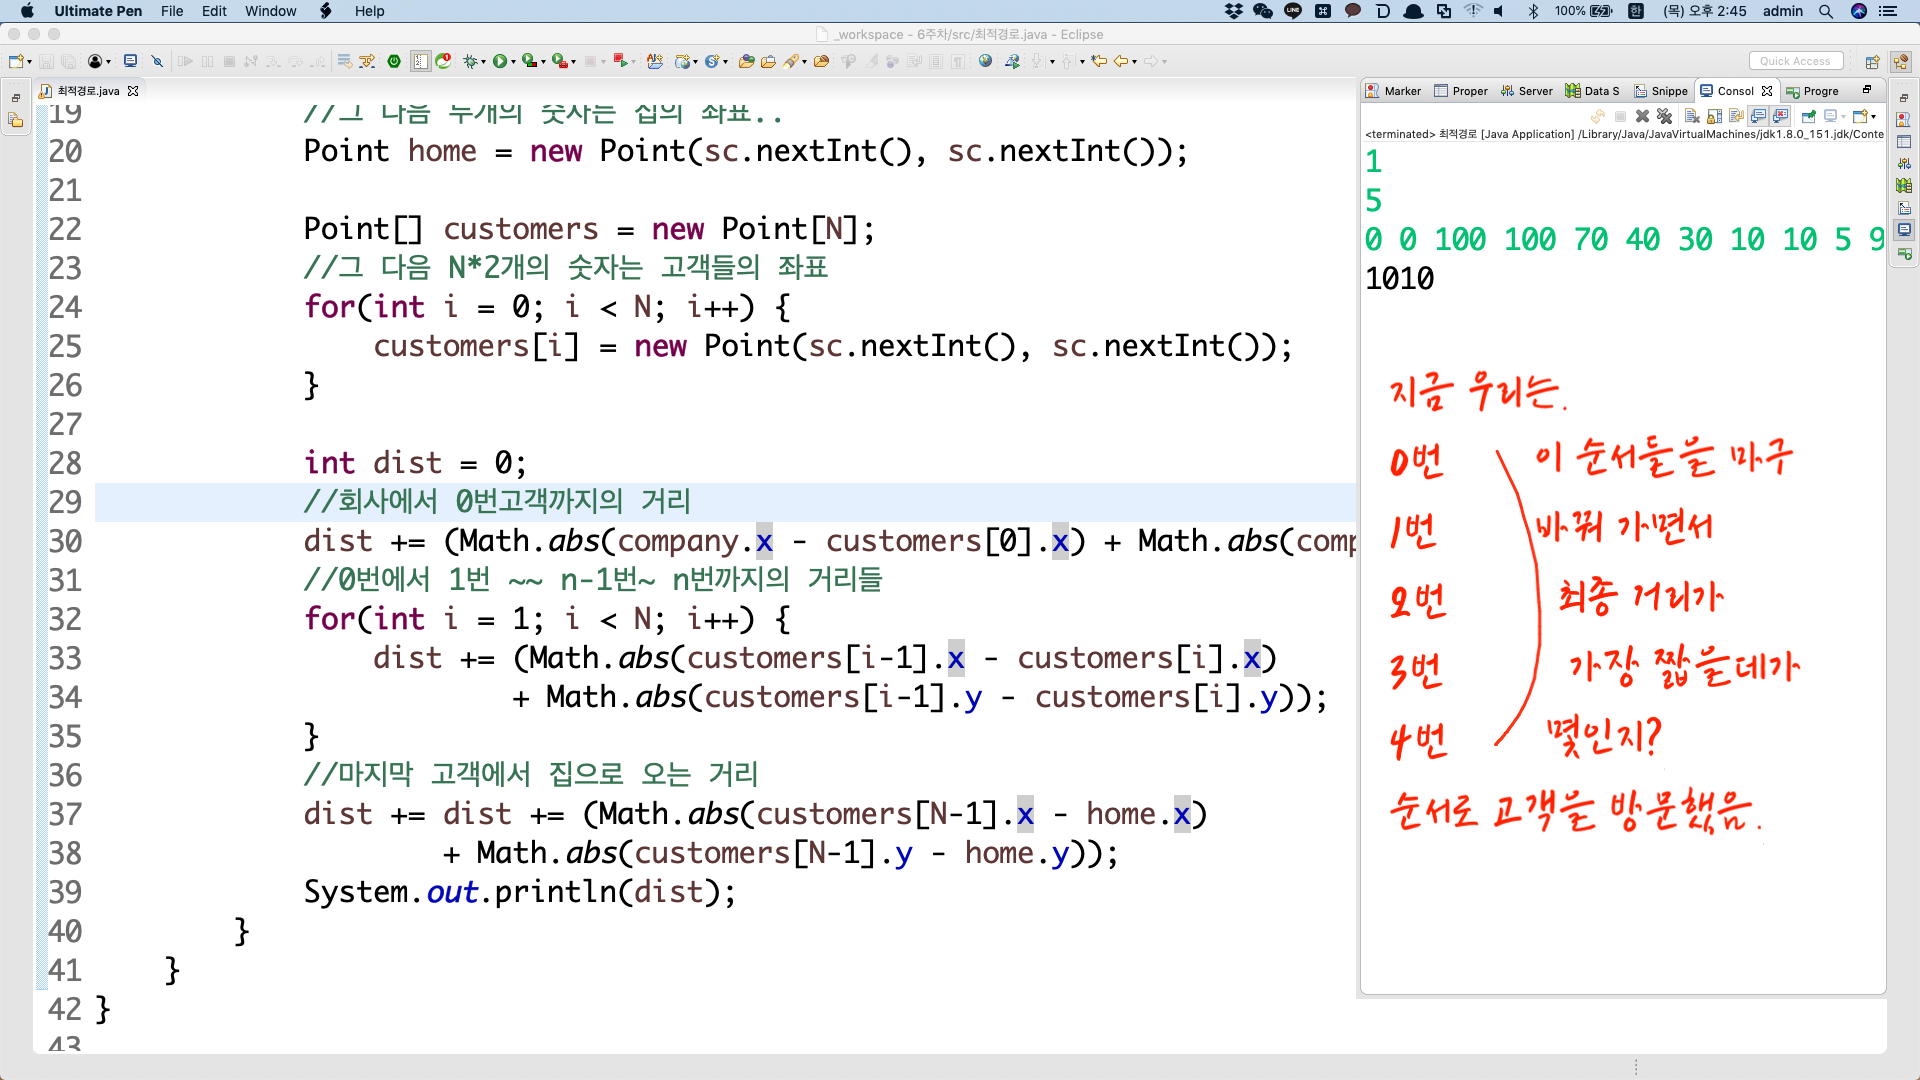 Ultimate Pen File Edit Window Help 100% 한 (목) 오후 2:45 admin
_workspace - 6주차/src/최적경로.java - Eclipse
Quick Access
최적경로.java
19 //그 다음 두개의 숫자는 집의 좌표..
20 Point home = new Point(sc.nextInt(), sc.nextInt());
21
22 Point[] customers = new Point[N];
23 //그 다음 N*2개의 숫자는 고객들의 좌표
24 for(int i = 0; i < N; i++) {
25 customers[i] = new Point(sc.nextInt(), sc.nextInt());
26 }
27
28 int dist = 0;
29 //회사에서 0번고객까지의 거리
30 dist += (Math.abs(company.x - customers[0].x) + Math.abs(comp
31 //0번에서 1번 ~~ n-1번~ n번까지의 거리들
32 for(int i = 1; i < N; i++) {
33 dist += (Math.abs(customers[i-1].x - customers[i].x)
34 + Math.abs(customers[i-1].y - customers[i].y));
35 }
36 //마지막 고객에서 집으로 오는 거리
37 dist += dist += (Math.abs(customers[N-1].x - home.x)
38 + Math.abs(customers[N-1].y - home.y));
39 System.out.println(dist);
40 }
41 }
42 }
43
Marker Proper Server Data S Snippe Consol Progre
<terminated> 최적경로 [Java Application] /Library/Java/JavaVirtualMachines/jdk1.8.0_151.jdk/Conte
1
5
0 0 100 100 70 40 30 10 10 5 9
1010
지금 우리는.
0번 이 순서들을 마구
1번 바꿔 가면서
2번 최종 거리가
3번 가장 짧을데가
4번 몇인지?
순서로 고객을 방문했음.